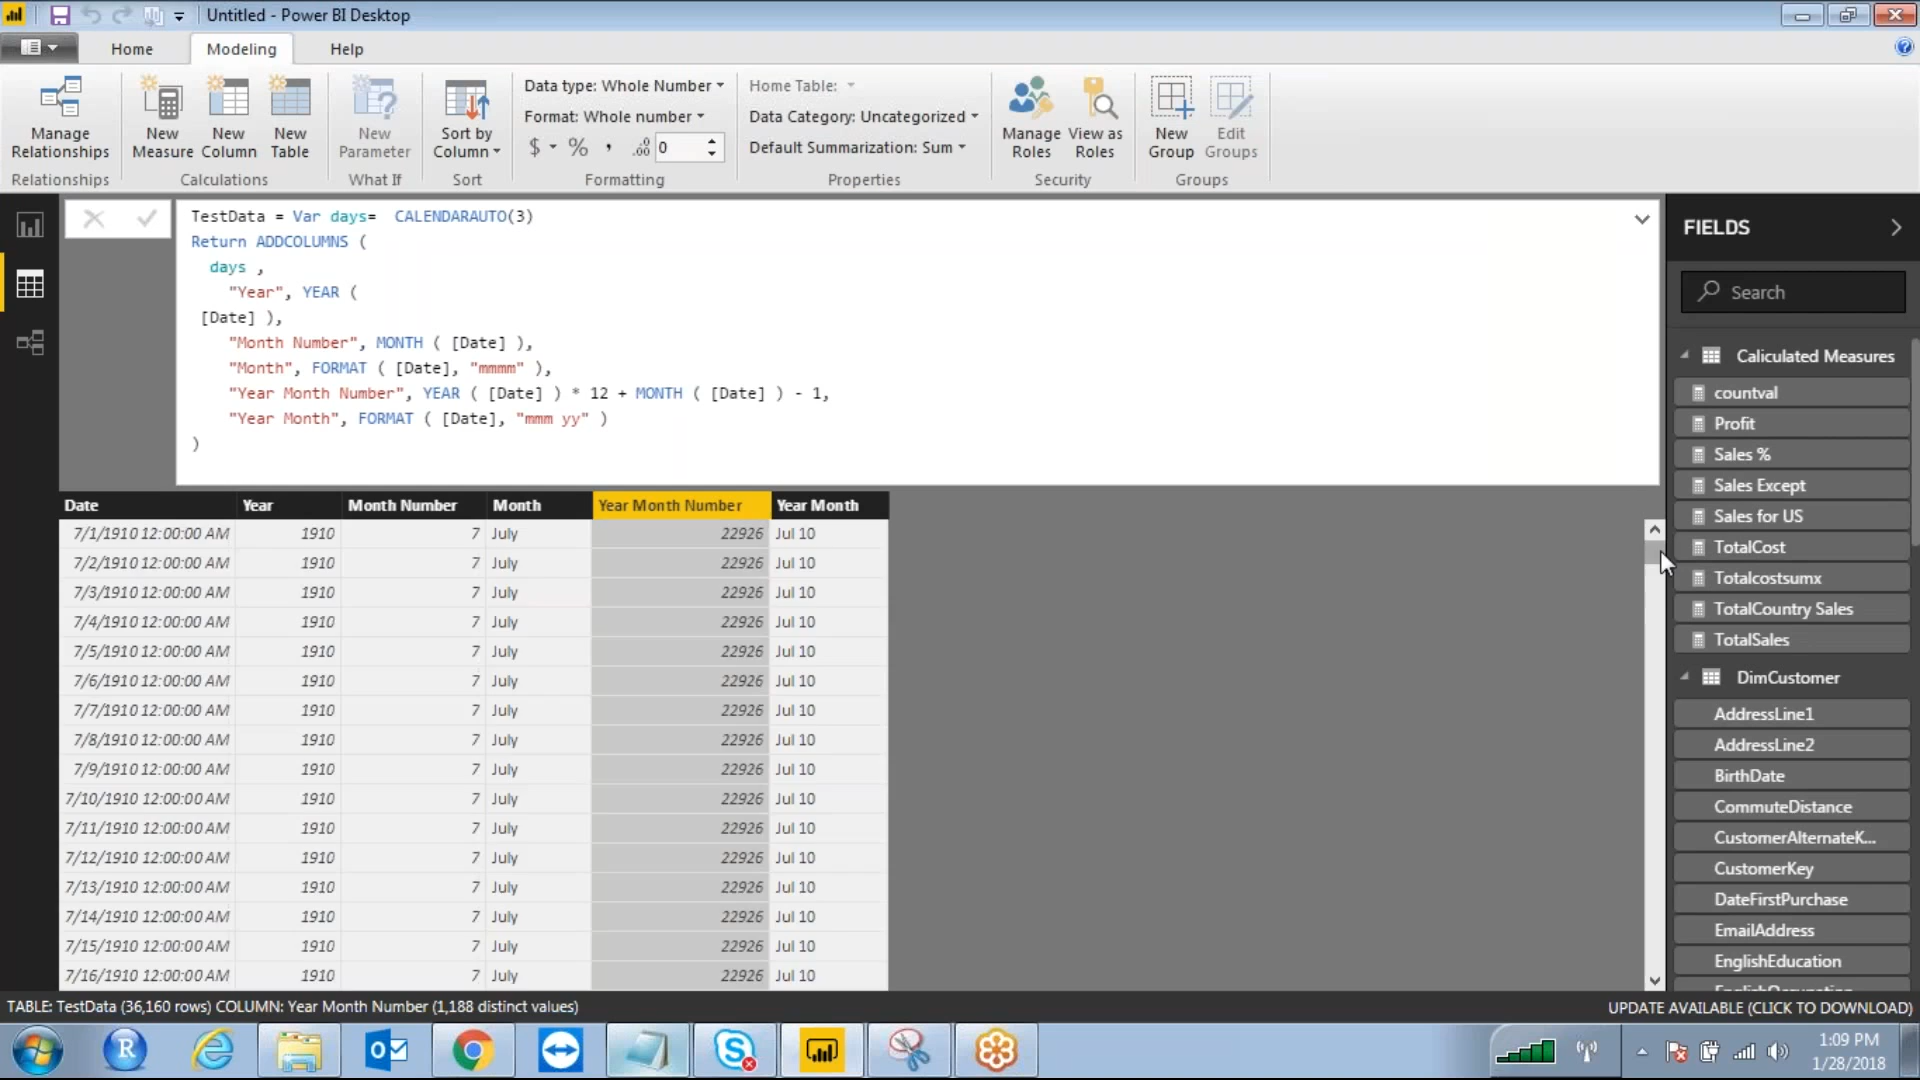 Untitled - Power BI Desktop
Home
Modeling
Help
Manage Relationships
New Measure
New Column
New Table
New Parameter
Sort by Column
Data type: Whole Number
Format: Whole number
$ % , .00 0
Home Table:
Data Category: Uncategorized
Default Summarization: Sum
Manage Roles
View as Roles
New Group
Edit Groups
Relationships
Calculations
What If
Sort
Formatting
Properties
Security
Groups
TestData = Var days=  CALENDARAUTO(3)
Return ADDCOLUMNS (
days ,
"Year", YEAR (
[Date] ),
"Month Number", MONTH ( [Date] ),
"Month", FORMAT ( [Date], "mmmm" ),
"Year Month Number", YEAR ( [Date] ) * 12 + MONTH ( [Date] ) - 1,
"Year Month", FORMAT ( [Date], "mmm yy" )
)
Date Year Month Number Month Year Month Number Year Month
7/1/1910 12:00:00 AM 1910 7 July 22926 Jul 10
7/2/1910 12:00:00 AM 1910 7 July 22926 Jul 10
7/3/1910 12:00:00 AM 1910 7 July 22926 Jul 10
7/4/1910 12:00:00 AM 1910 7 July 22926 Jul 10
7/5/1910 12:00:00 AM 1910 7 July 22926 Jul 10
7/6/1910 12:00:00 AM 1910 7 July 22926 Jul 10
7/7/1910 12:00:00 AM 1910 7 July 22926 Jul 10
7/8/1910 12:00:00 AM 1910 7 July 22926 Jul 10
7/9/1910 12:00:00 AM 1910 7 July 22926 Jul 10
7/10/1910 12:00:00 AM 1910 7 July 22926 Jul 10
7/11/1910 12:00:00 AM 1910 7 July 22926 Jul 10
7/12/1910 12:00:00 AM 1910 7 July 22926 Jul 10
7/13/1910 12:00:00 AM 1910 7 July 22926 Jul 10
7/14/1910 12:00:00 AM 1910 7 July 22926 Jul 10
7/15/1910 12:00:00 AM 1910 7 July 22926 Jul 10
7/16/1910 12:00:00 AM 1910 7 July 22926 Jul 10
FIELDS
Search
Caliculated Measures
countval
Profit
Sales %
Sales Except
Sales for US
TotalCost
Totalcostsumx
TotalCountry Sales
TotalSales
DimCustomer
AddressLine1
AddressLine2
BirthDate
CommuteDistance
CustomerAlternateK...
CustomerKey
DateFirstPurchase
EmailAddress
EnglishEducation
TABLE: TestData (36,160 rows) COLUMN: Year Month Number (1,188 distinct values)
UPDATE AVAILABLE (CLICK TO DOWNLOAD)
1:09 PM
1/28/2018